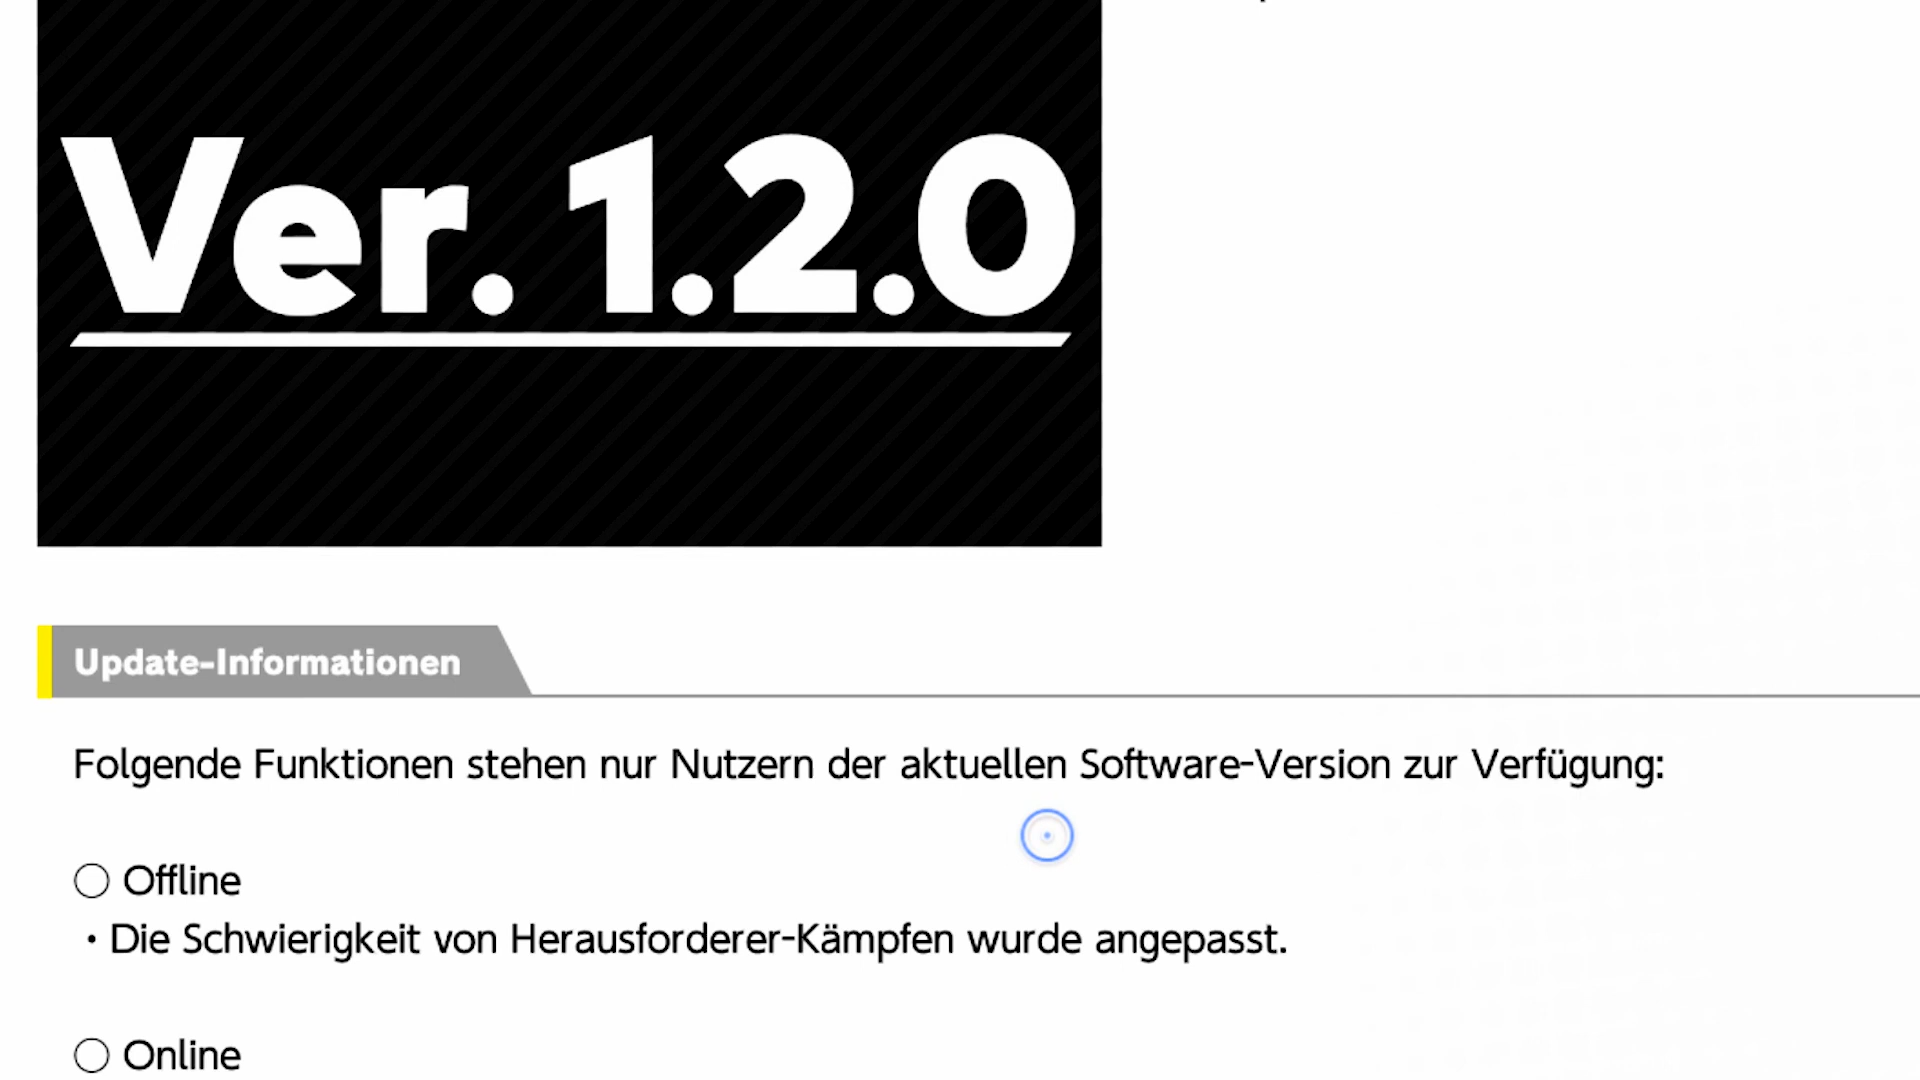 Ver. 1.2.0
Update-Informationen
Folgende Funktionen stehen nur Nutzern der aktuellen Software-Version zur Verfügung:
○ Offline
・Die Schwierigkeit von Herausforderer-Kämpfen wurde angepasst.
○ Online